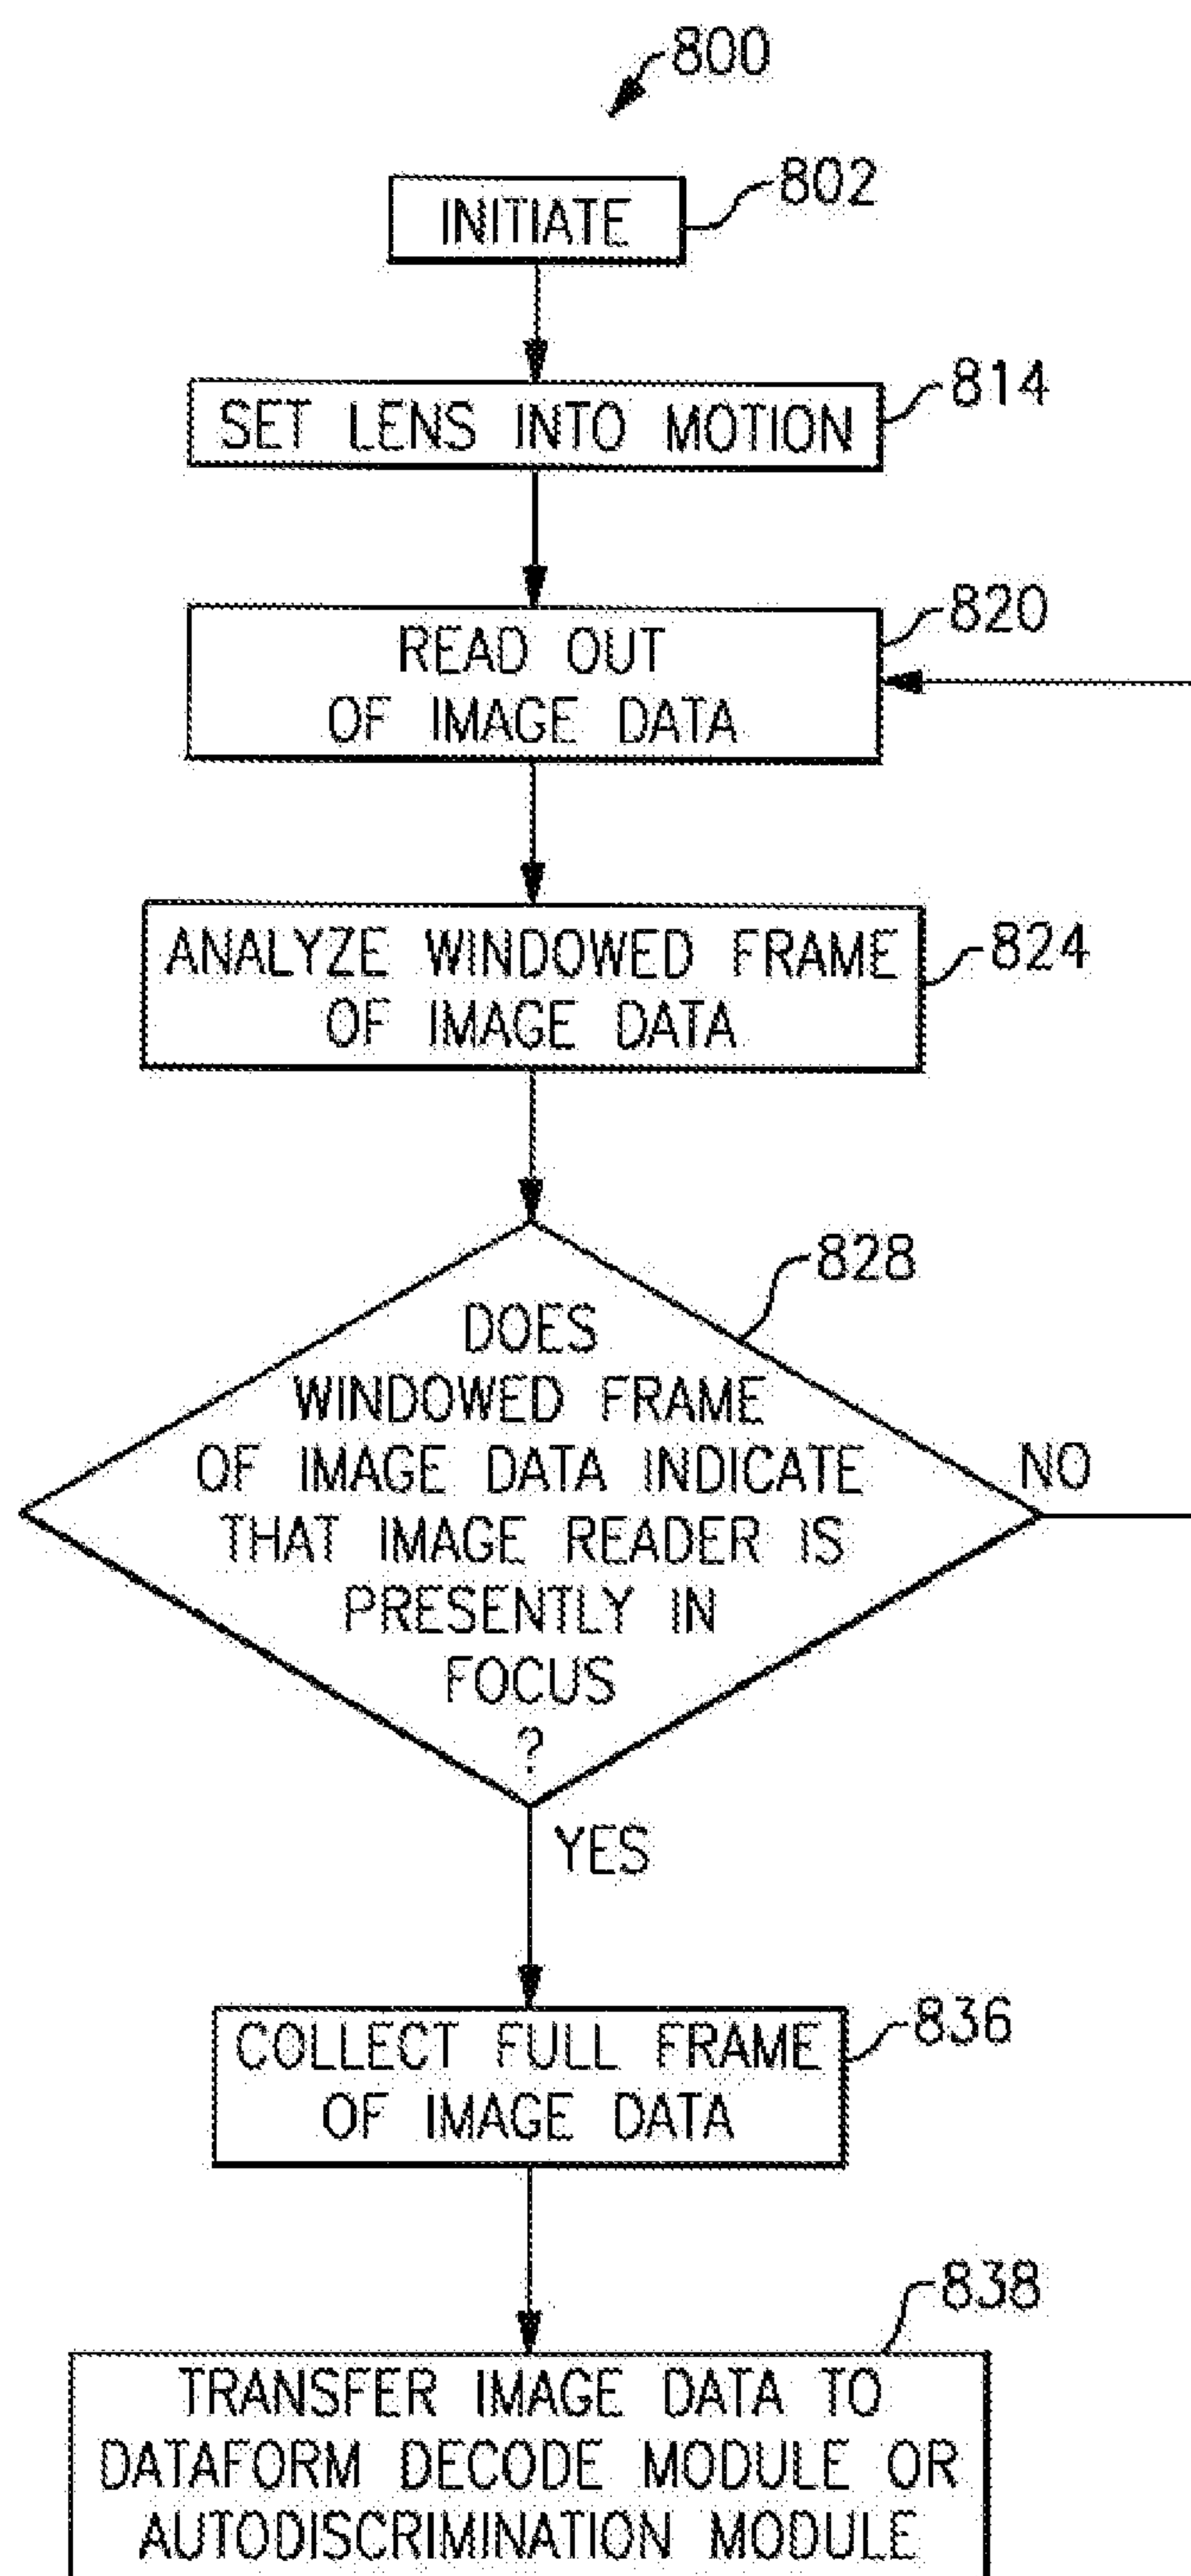 800
802
INITIATE
814
SET LENS INTO MOTION
820
READ OUT
OF IMAGE DATA
ANALYZE WINDOWED FRAME
OF IMAGE DATA
824
828
DOES
WINDOWED FRAME
OF IMAGE DATA INDICATE
THAT IMAGE READER IS
PRESENTLY IN
FOCUS
?
NO
YES
836
COLLECT FULL FRAME
OF IMAGE DATA
838
TRANSFER IMAGE DATA TO
DATAFORM DECODE MODULE OR
AUTODISCRIMINATION MODULE